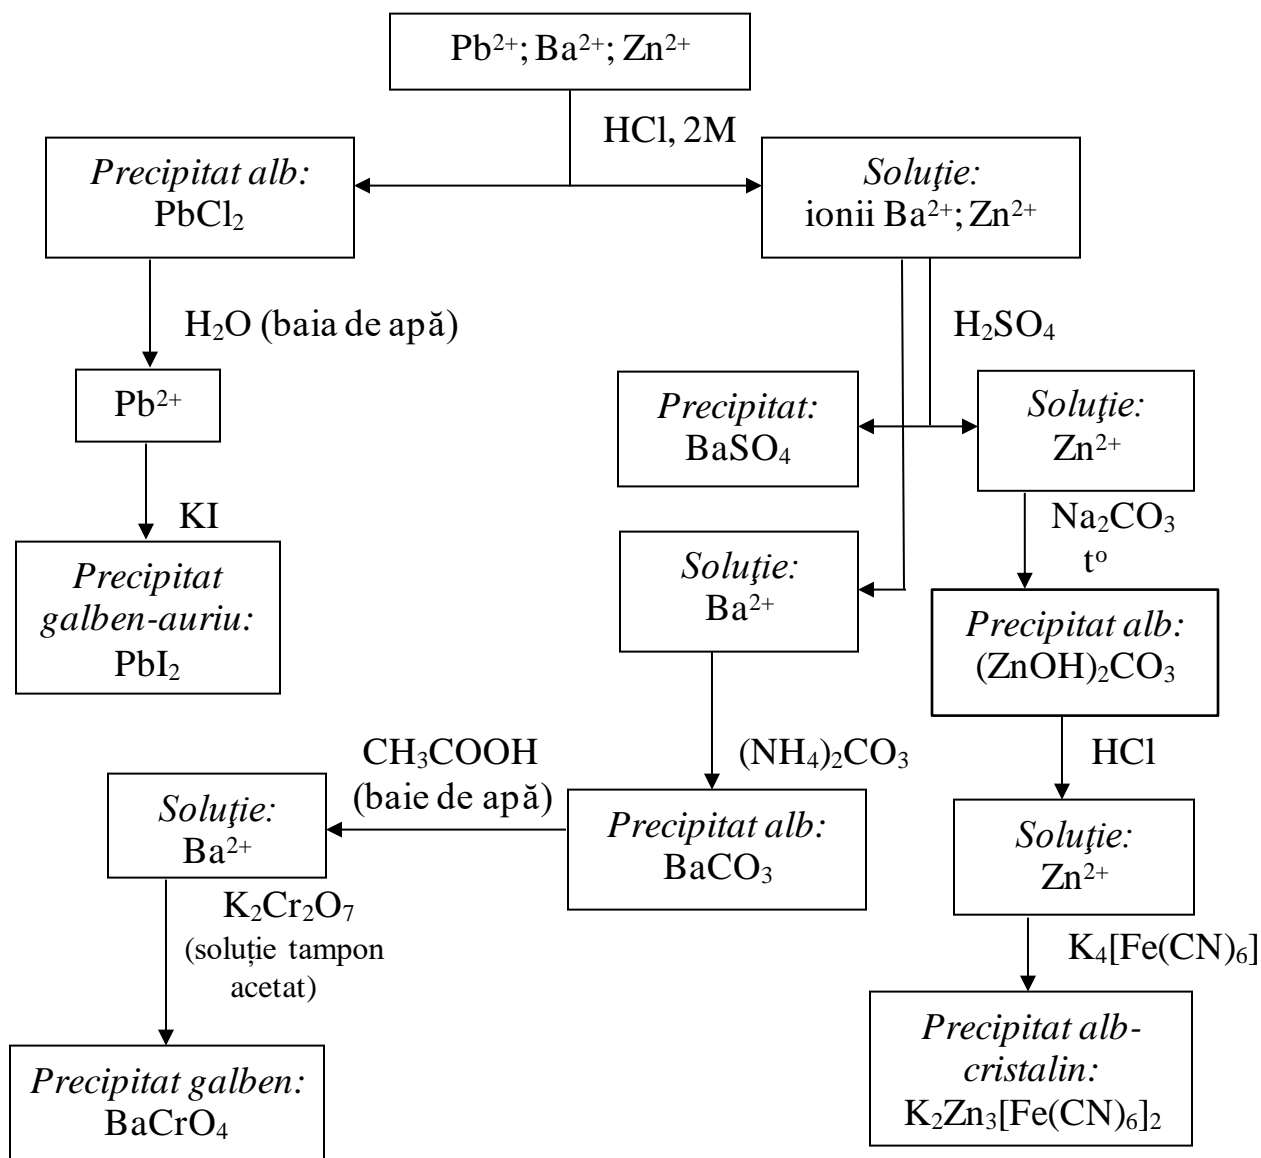 Pb²⁺; Ba²⁺; Zn²⁺
HCl, 2M
Precipitat alb:
PbCl₂
Soluţie:
ionii Ba²⁺; Zn²⁺
H₂O (baia de apă)
H₂SO₄
Pb²⁺
Precipitat:
BaSO₄
Soluţie:
Zn²⁺
KI
Na₂CO₃
tᵒ
Precipitat
galben-auriu:
PbI₂
Soluţie:
Ba²⁺
Precipitat alb:
(ZnOH)₂CO₃
CH₃COOH
(baie de apă)
(NH₄)₂CO₃
HCl
Soluţie:
Ba²⁺
Precipitat alb:
BaCO₃
Soluţie:
Zn²⁺
K₂Cr₂O₇
(soluție tampon
acetat)
K₄[Fe(CN)₆]
Precipitat galben:
BaCrO₄
Precipitat alb-
cristalin:
K₂Zn₃[Fe(CN)₆]₂